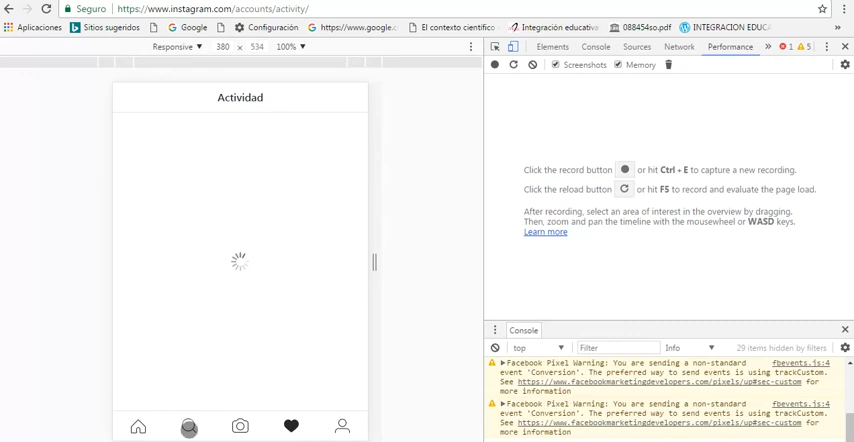 Seguro https://www.instagram.com/accounts/activity/
Aplicaciones Sitios sugeridos Google Configuración https://www.google.c El contexto científico Integración educativa 088454so.pdf INTEGRACION EDUCA
Responsive 380 × 534 100%
Elements Console Sources Network Performance » 1 5
Screenshots Memory
Actividad
Click the record button or hit Ctrl + E to capture a new recording.
Click the reload button or hit F5 to record and evaluate the page load.
After recording, select an area of interest in the overview by dragging.
Then, zoom and pan the timeline with the mousewheel or WASD keys.
Learn more
Console
top Filter Info 29 items hidden by filters
Facebook Pixel Warning: You are sending a non-standard fbevents.js:4
event 'Conversion'. The preferred way to send events is using trackCustom.
See https://www.facebookmarketingdevelopers.com/pixels/up#sec-custom for
more information
Facebook Pixel Warning: You are sending a non-standard fbevents.js:4
event 'Conversion'. The preferred way to send events is using trackCustom.
See https://www.facebookmarketingdevelopers.com/pixels/up#sec-custom for
more information